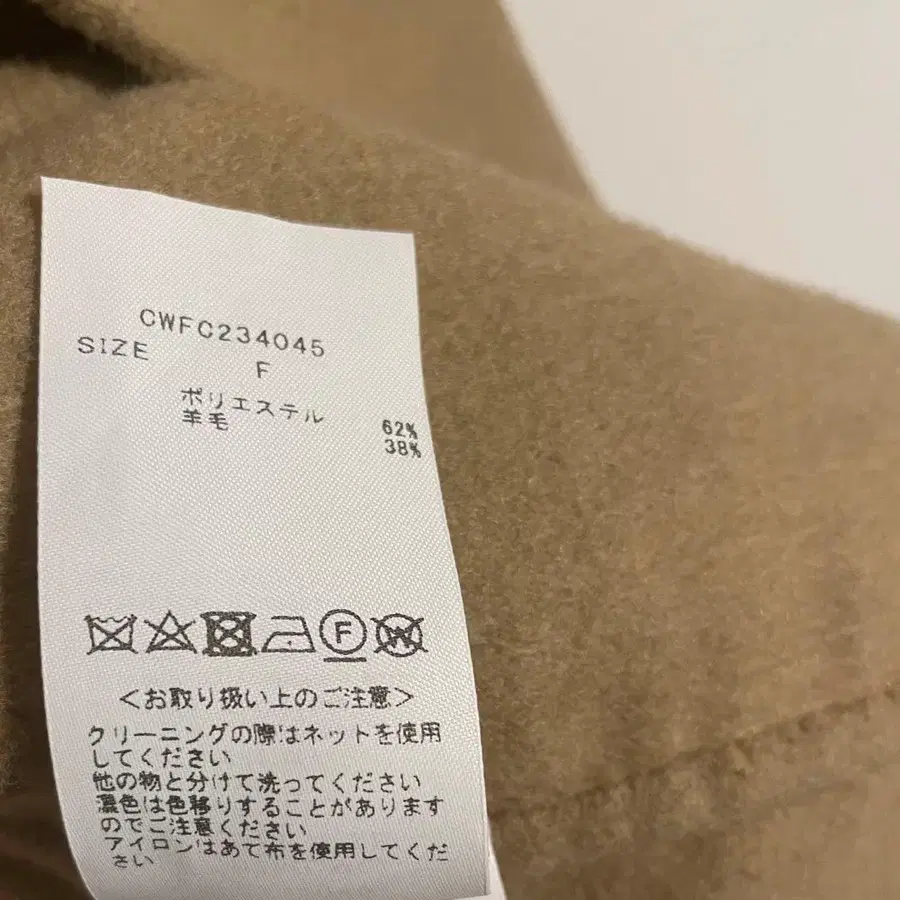 CWFC234045
SIZE F
ポリエステル 62%
羊毛 38%
F
W
<お取り扱い上のご注意>
クリーニングの際はネットを使用
してください
他の物と分けて洗ってください
濃色は色移りすることがあります
のでご注意ください
アイロンはあて布を使用してくだ
さい